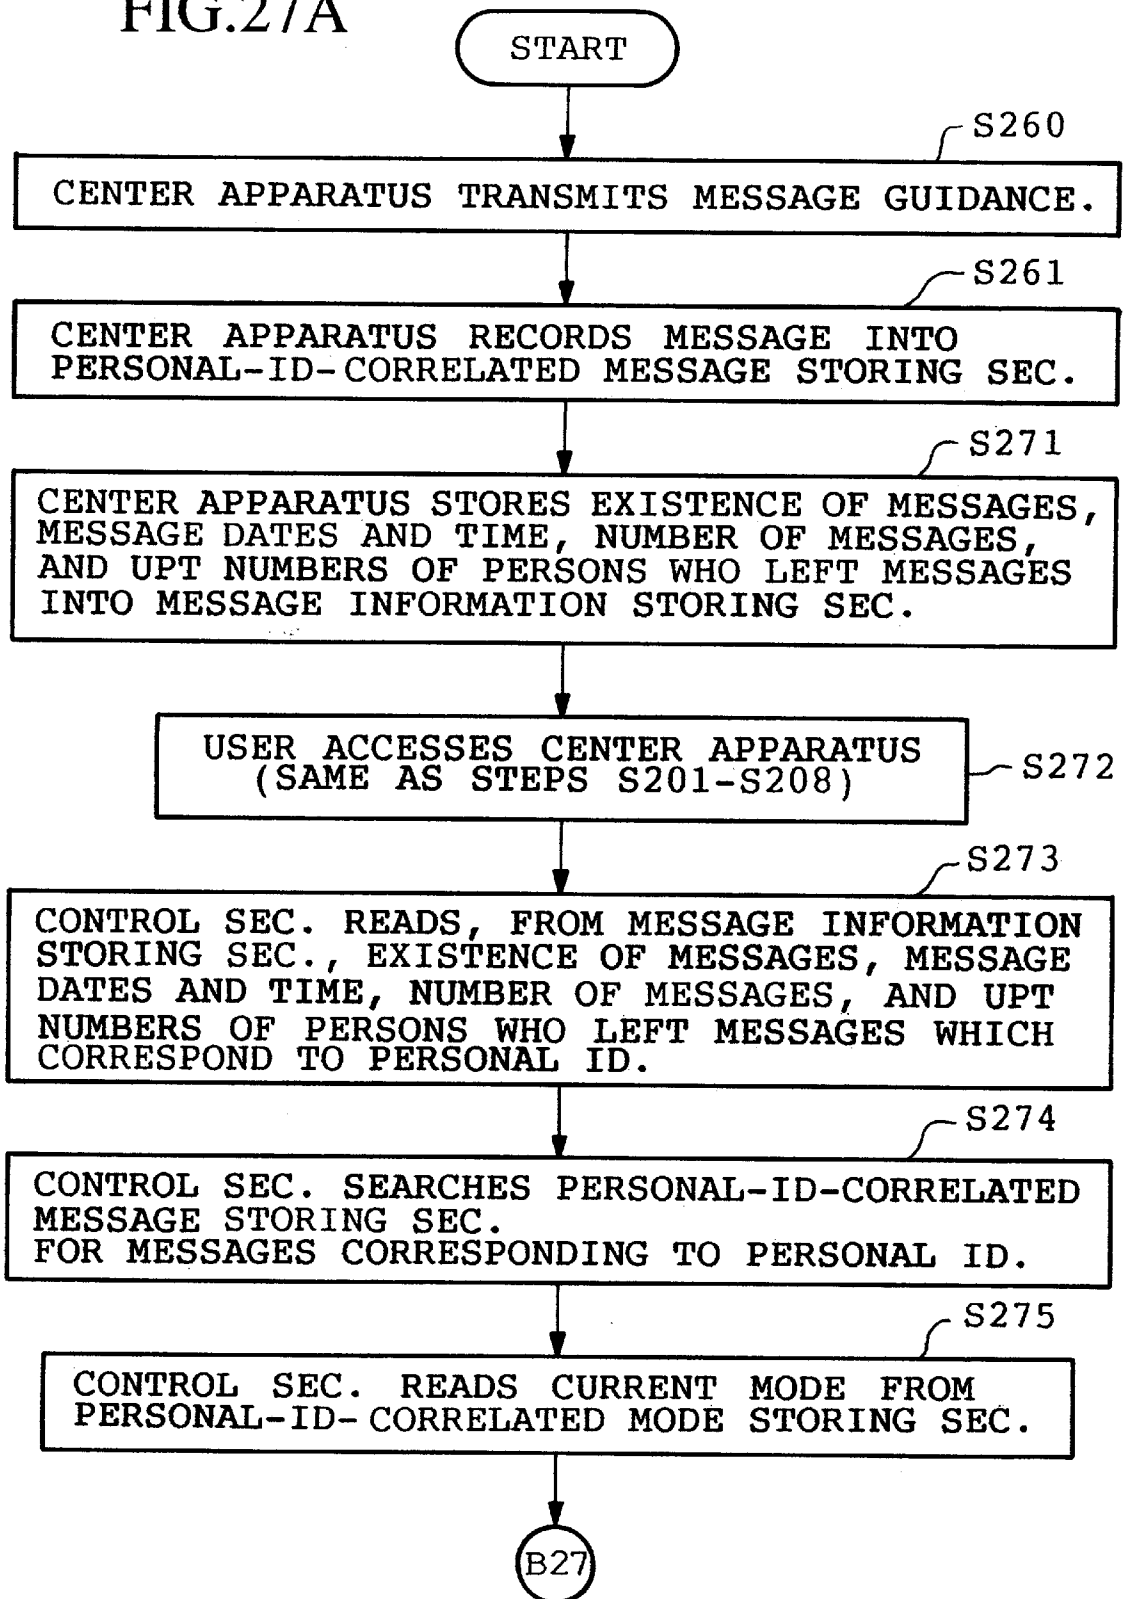 FIG.27A
START
S260
CENTER APPARATUS TRANSMITS MESSAGE GUIDANCE.
S261
CENTER APPARATUS RECORDS MESSAGE INTO
PERSONAL-ID-CORRELATED MESSAGE STORING SEC.
S271
CENTER APPARATUS STORES EXISTENCE OF MESSAGES,
MESSAGE DATES AND TIME, NUMBER OF MESSAGES,
AND UPT NUMBERS OF PERSONS WHO LEFT MESSAGES
INTO MESSAGE INFORMATION STORING SEC.
USER ACCESSES CENTER APPARATUS
(SAME AS STEPS S201-S208)
S272
S273
CONTROL SEC. READS, FROM MESSAGE INFORMATION
STORING SEC., EXISTENCE OF MESSAGES, MESSAGE
DATES AND TIME, NUMBER OF MESSAGES, AND UPT
NUMBERS OF PERSONS WHO LEFT MESSAGES WHICH
CORRESPOND TO PERSONAL ID.
S274
CONTROL SEC. SEARCHES PERSONAL-ID-CORRELATED
MESSAGE STORING SEC.
FOR MESSAGES CORRESPONDING TO PERSONAL ID.
S275
CONTROL SEC. READS CURRENT MODE FROM
PERSONAL-ID-CORRELATED MODE STORING SEC.
B27